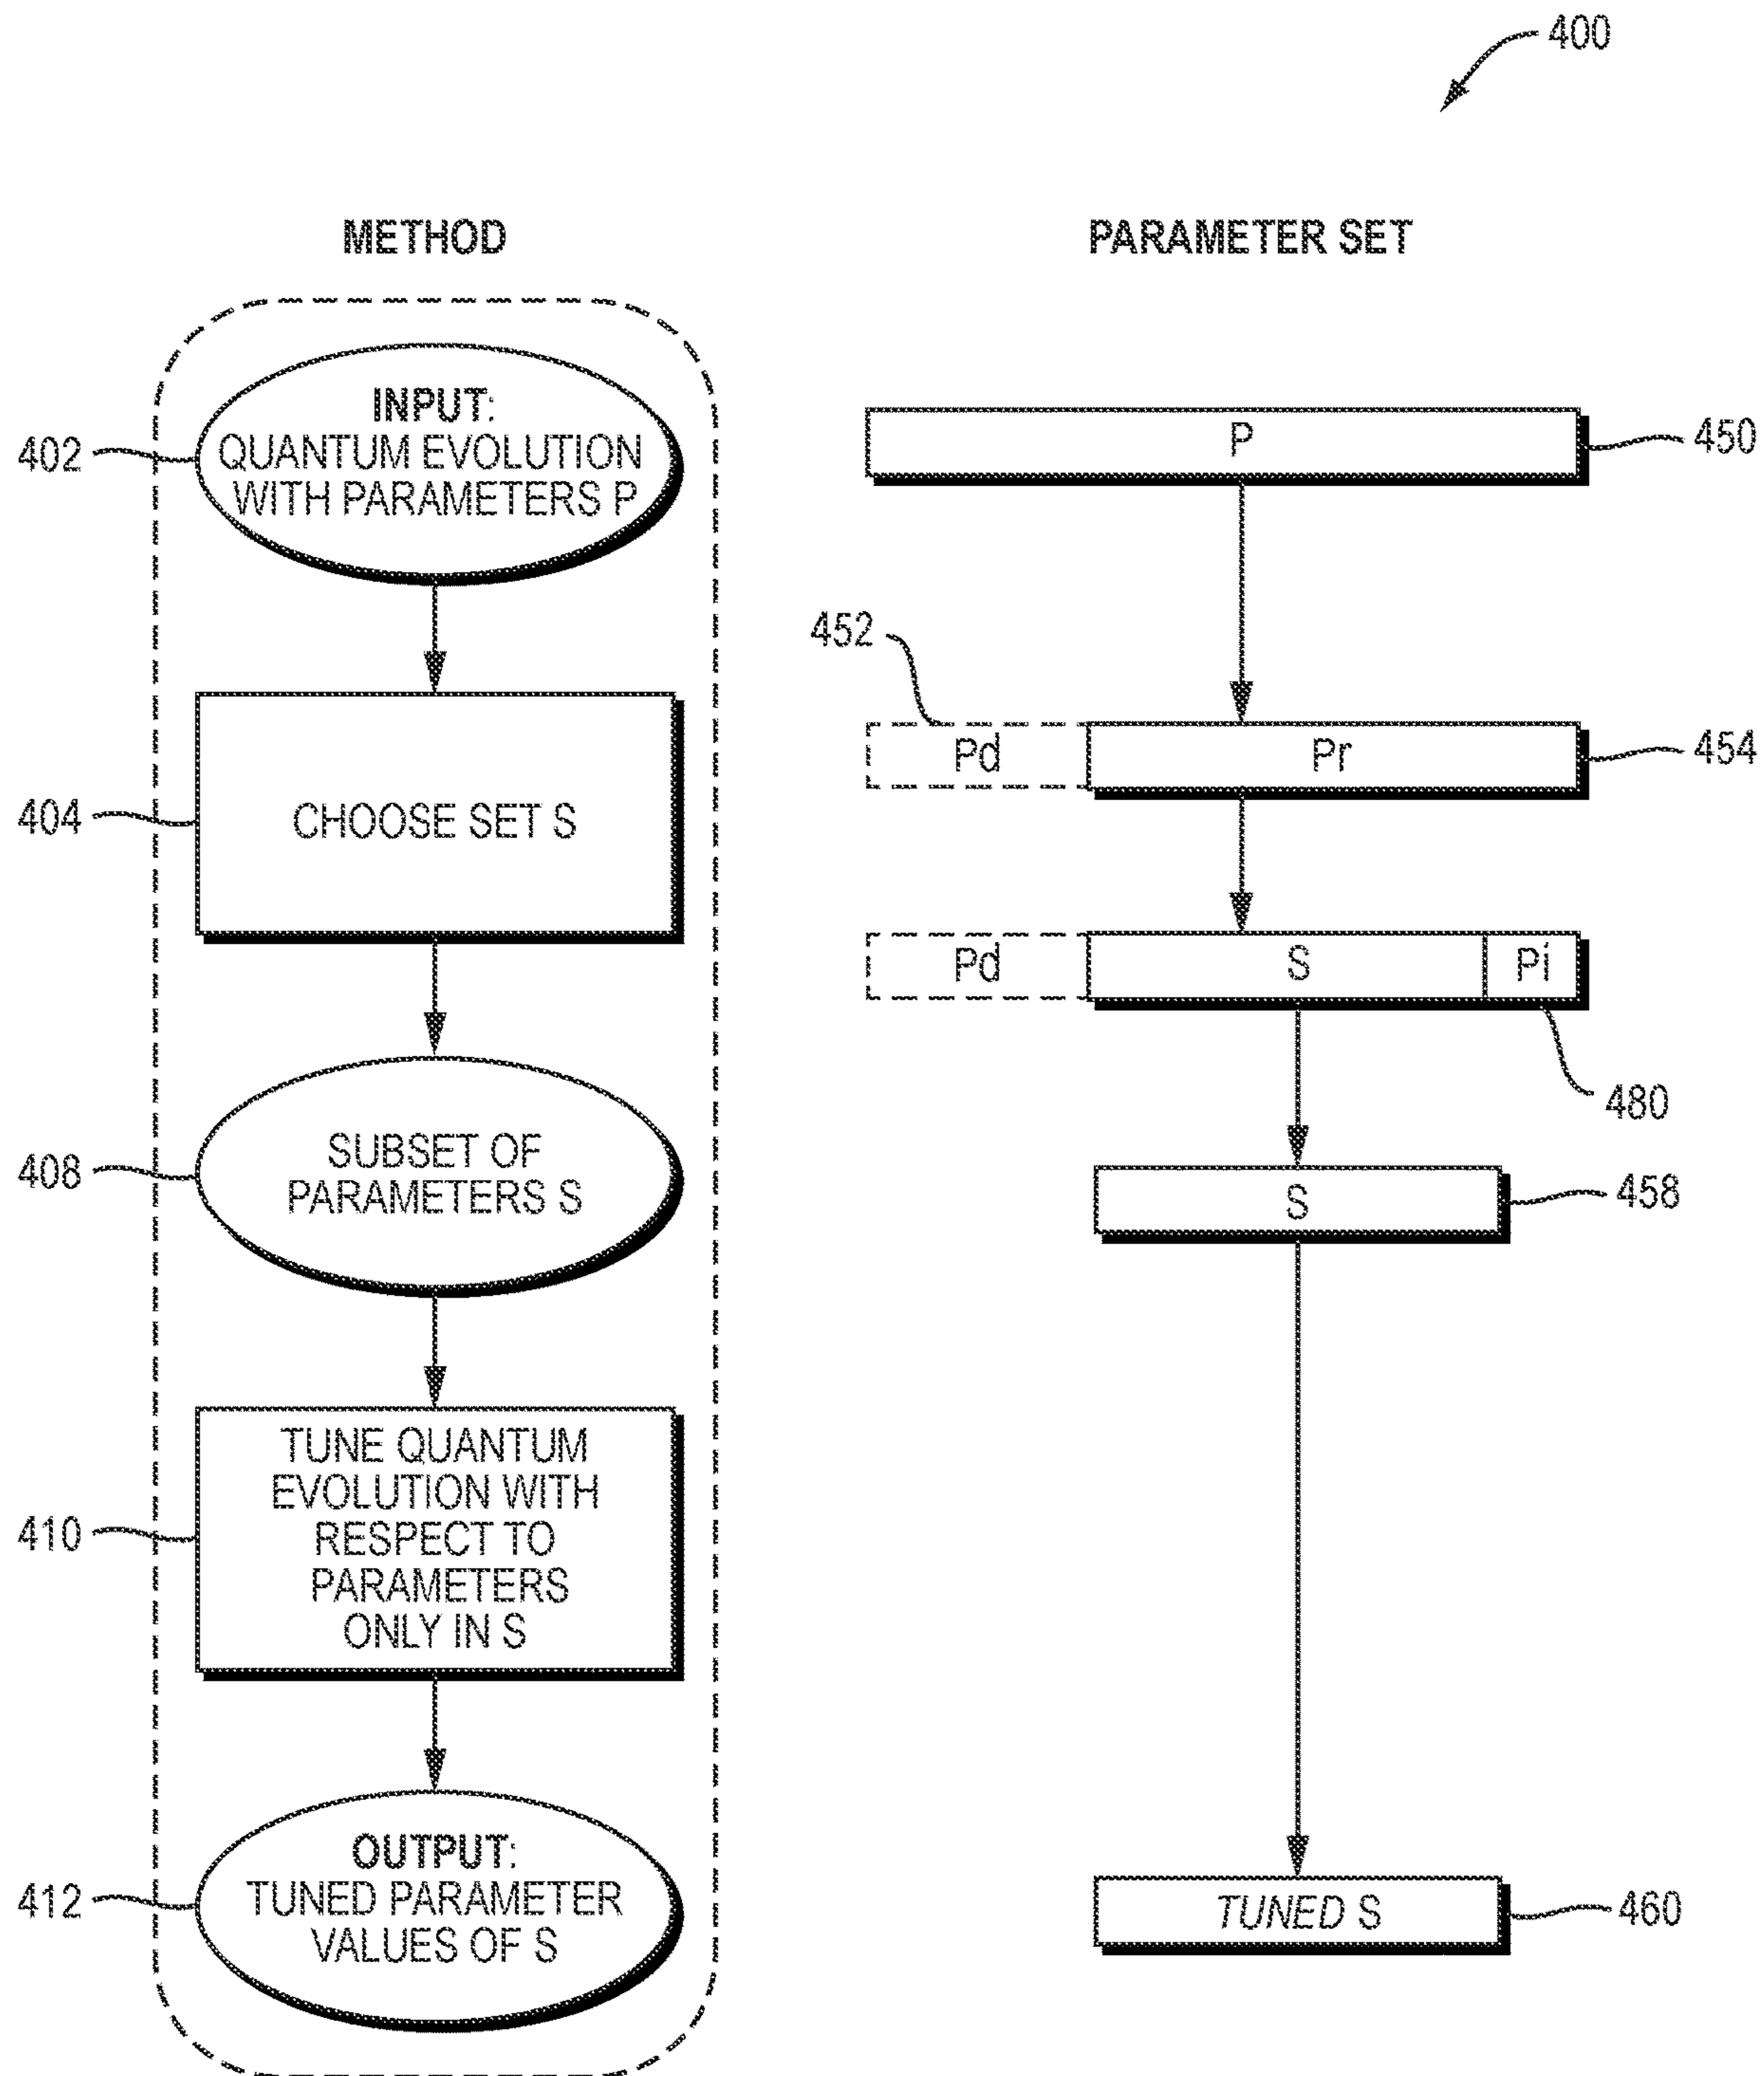 400
METHOD
PARAMETER SET
INPUT:
QUANTUM EVOLUTION
WITH PARAMETERS P
402
P
450
452
Pd
Pr
454
CHOOSE SET S
404
Pd
S
Pi
480
SUBSET OF
PARAMETERS S
408
S
458
TUNE QUANTUM
EVOLUTION WITH
RESPECT TO
PARAMETERS
ONLY IN S
410
OUTPUT:
TUNED PARAMETER
VALUES OF S
412
TUNED S
460